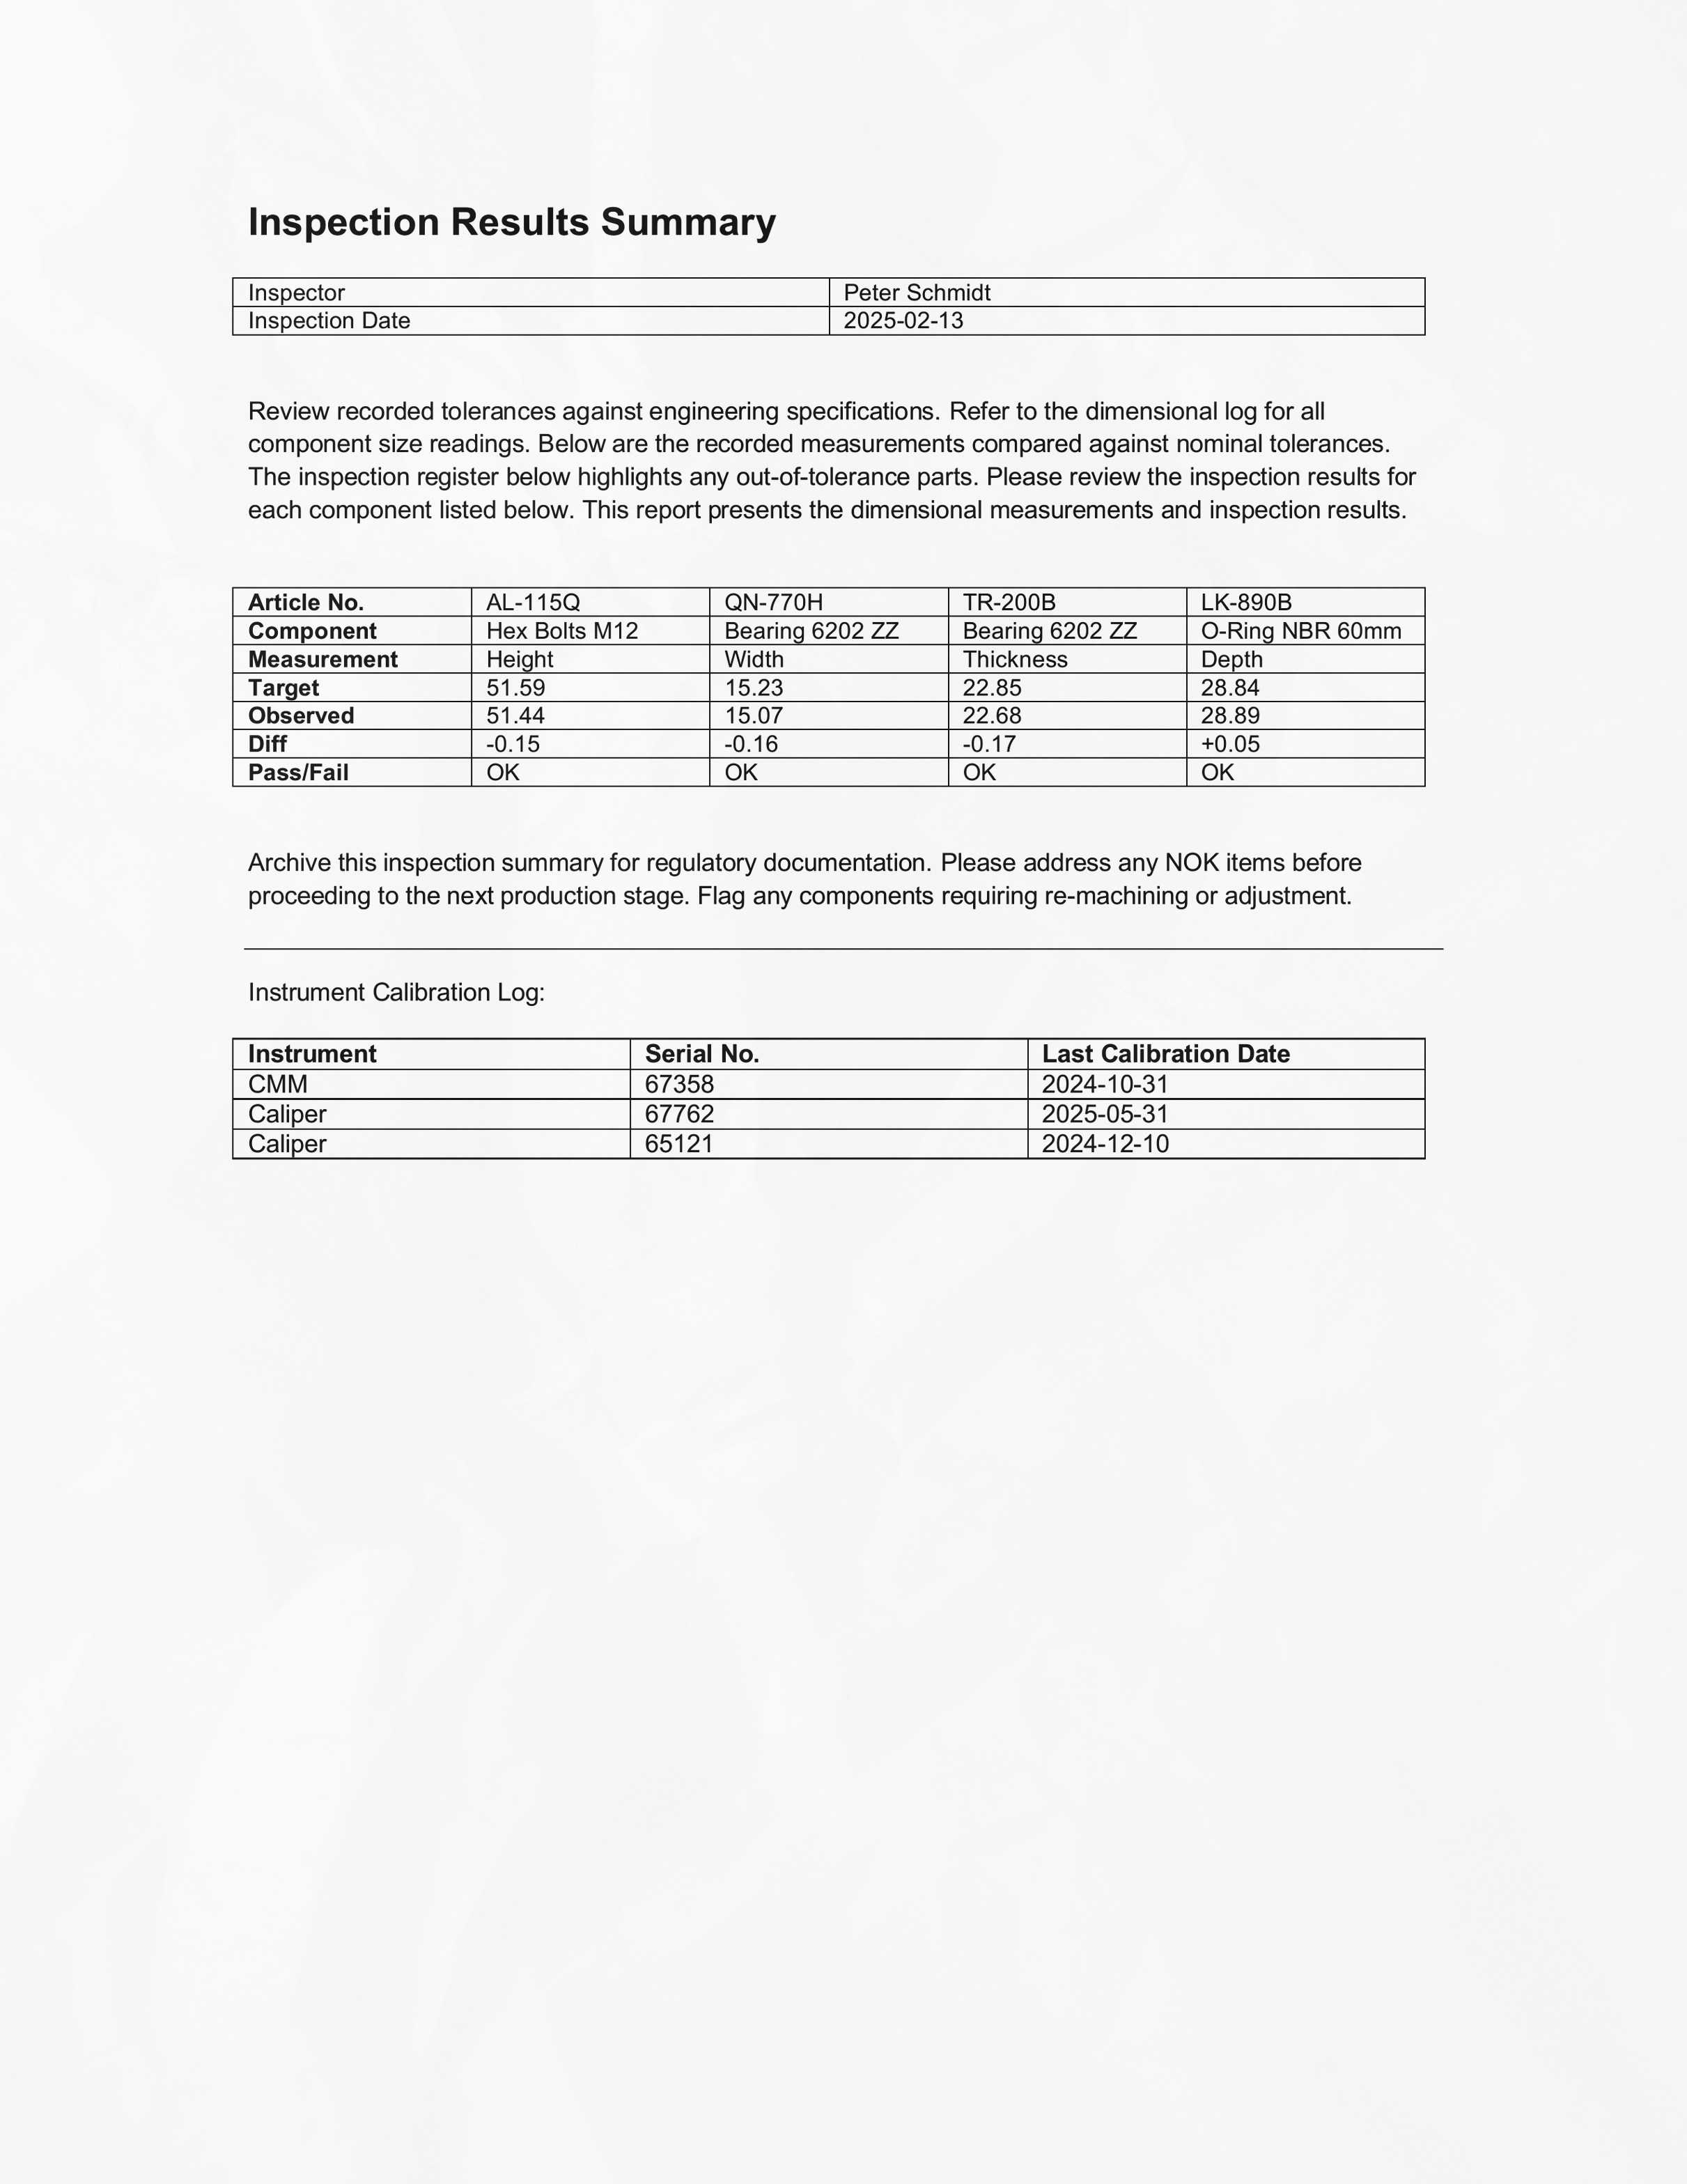 Inspection Results Summary
Inspector Peter Schmidt
Inspection Date 2025-02-13
Review recorded tolerances against engineering specifications. Refer to the dimensional log for all
component size readings. Below are the recorded measurements compared against nominal tolerances.
The inspection register below highlights any out-of-tolerance parts. Please review the inspection results for
each component listed below. This report presents the dimensional measurements and inspection results.
Article No. AL-115Q QN-770H TR-200B LK-890B
Component Hex Bolts M12 Bearing 6202 ZZ Bearing 6202 ZZ O-Ring NBR 60mm
Measurement Height Width Thickness Depth
Target 51.59 15.23 22.85 28.84
Observed 51.44 15.07 22.68 28.89
Diff -0.15 -0.16 -0.17 +0.05
Pass/Fail OK OK OK OK
Archive this inspection summary for regulatory documentation. Please address any NOK items before
proceeding to the next production stage. Flag any components requiring re-machining or adjustment.
Instrument Calibration Log:
Instrument Serial No. Last Calibration Date
CMM 67358 2024-10-31
Caliper 67762 2025-05-31
Caliper 65121 2024-12-10